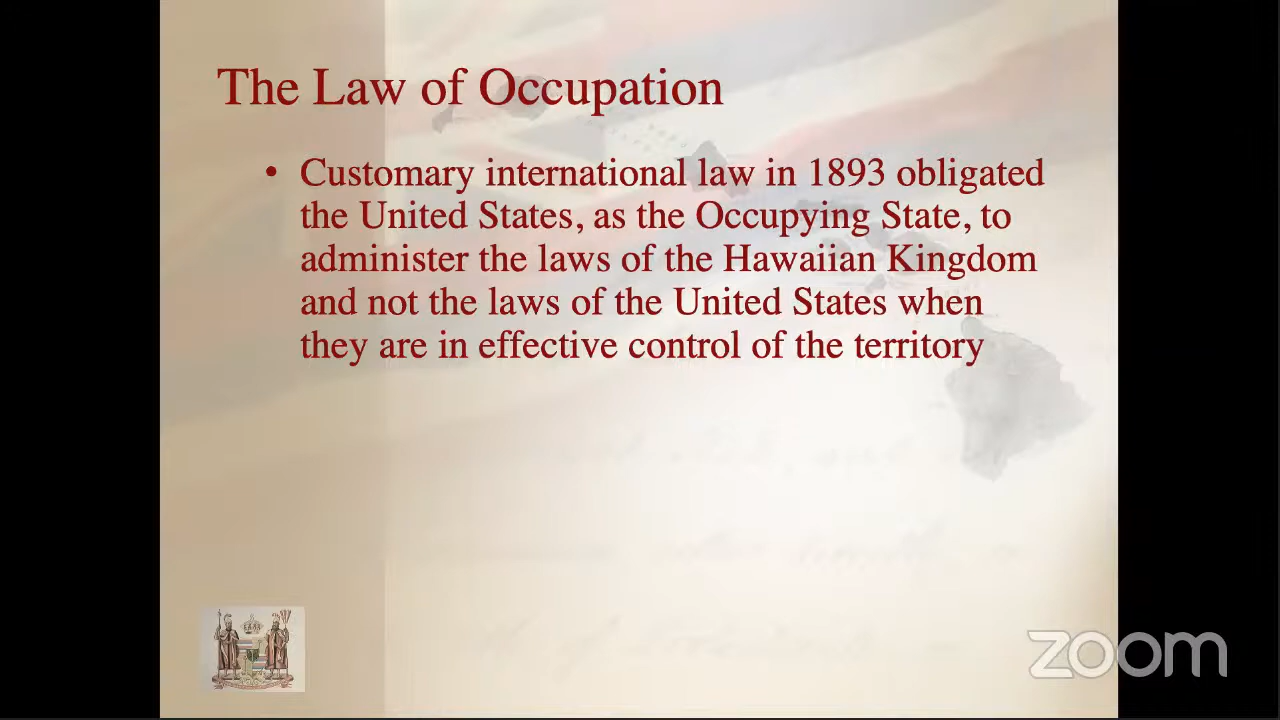 The Law of Occupation
• Customary international law in 1893 obligated
the United States, as the Occupying State, to
administer the laws of the Hawaiian Kingdom
and not the laws of the United States when
they are in effective control of the territory
zoom